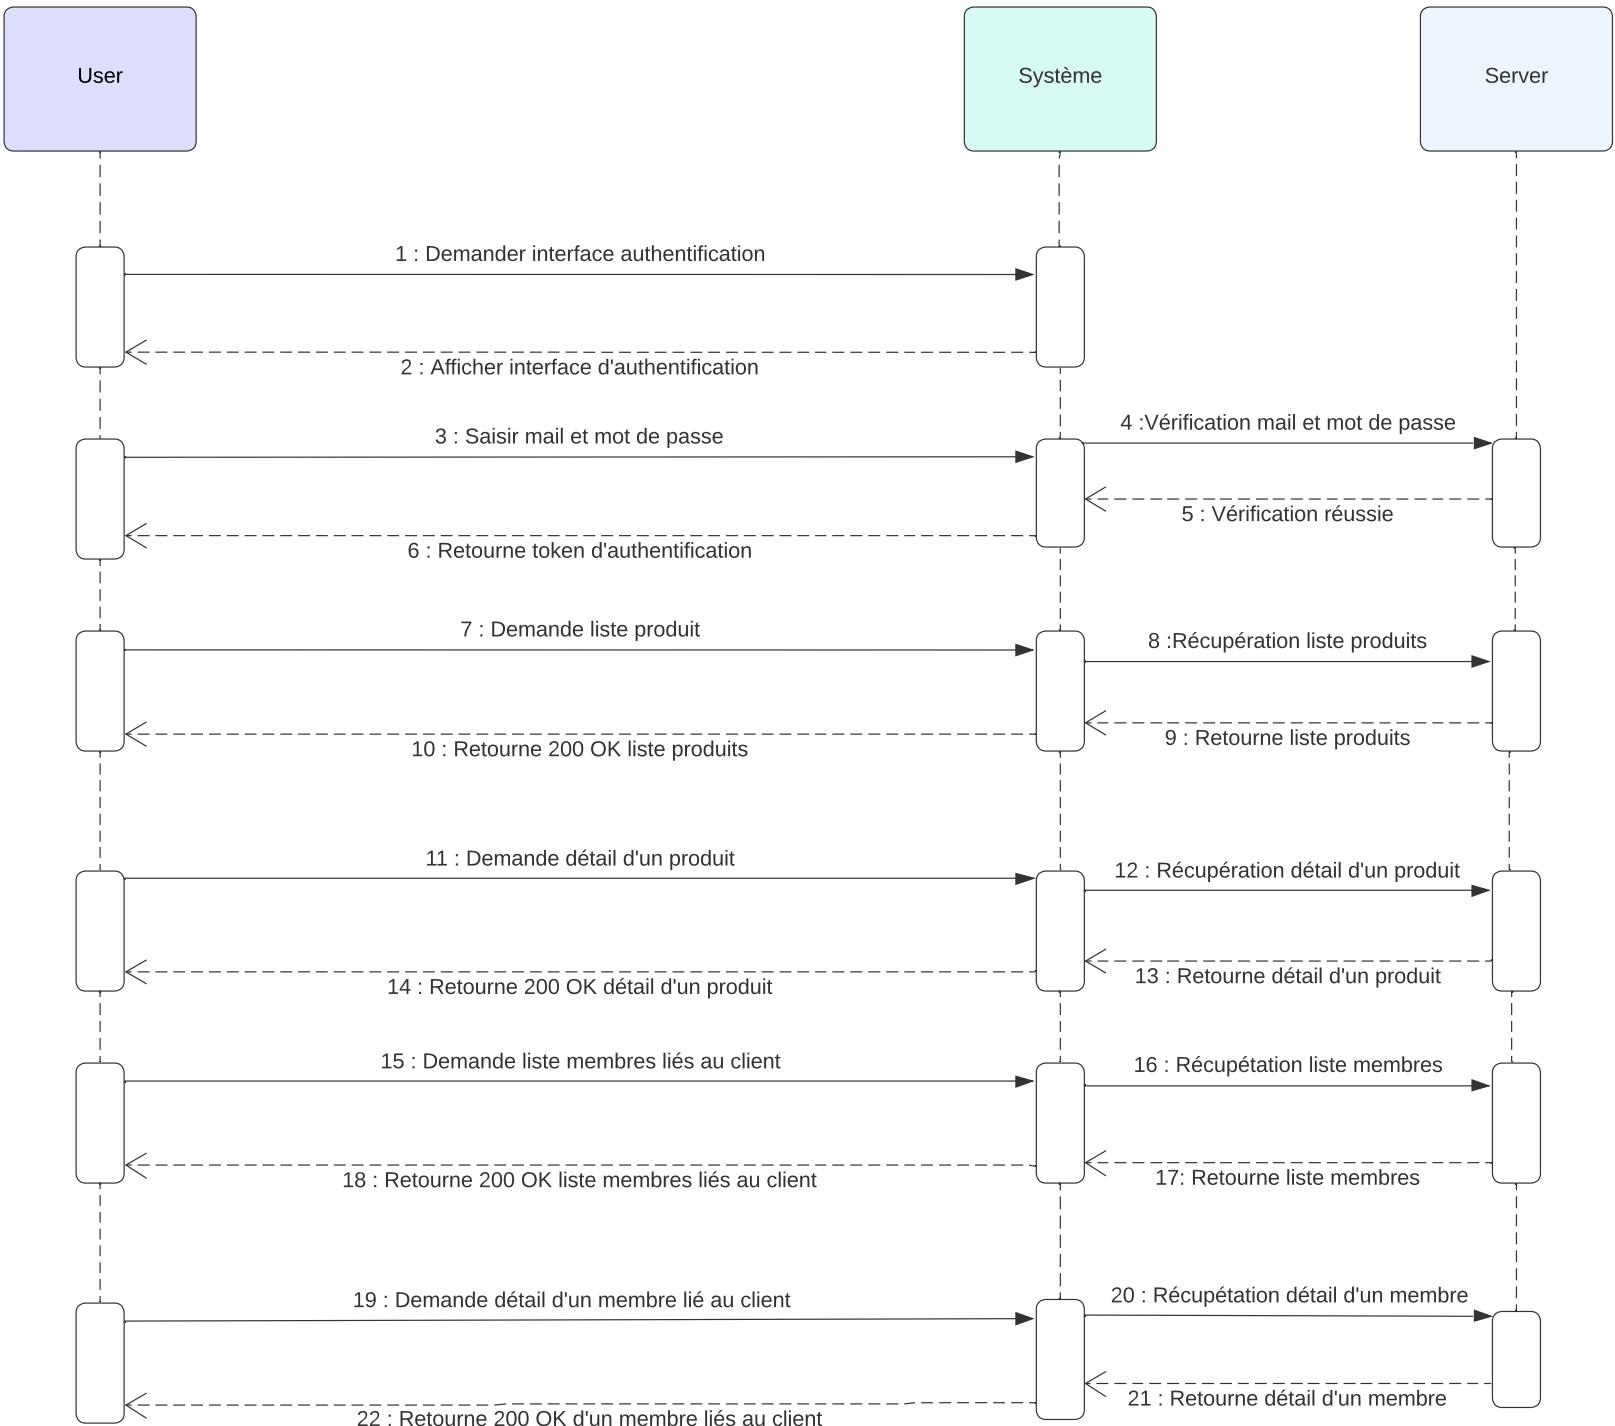 User
Système
Server
1 : Demander interface authentification
2 : Afficher interface d'authentification
3 : Saisir mail et mot de passe
4 :Vérification mail et mot de passe
5 : Vérification réussie
6 : Retourne token d'authentification
7 : Demande liste produit
8 :Récupération liste produits
9 : Retourne liste produits
10 : Retourne 200 OK liste produits
11 : Demande détail d'un produit
12 : Récupération détail d'un produit
13 : Retourne détail d'un produit
14 : Retourne 200 OK détail d'un produit
15 : Demande liste membres liés au client
16 : Récupétation liste membres
17: Retourne liste membres
18 : Retourne 200 OK liste membres liés au client
19 : Demande détail d'un membre lié au client
20 : Récupétation détail d'un membre
21 : Retourne détail d'un membre
22 : Retourne 200 OK d'un membre liés au client